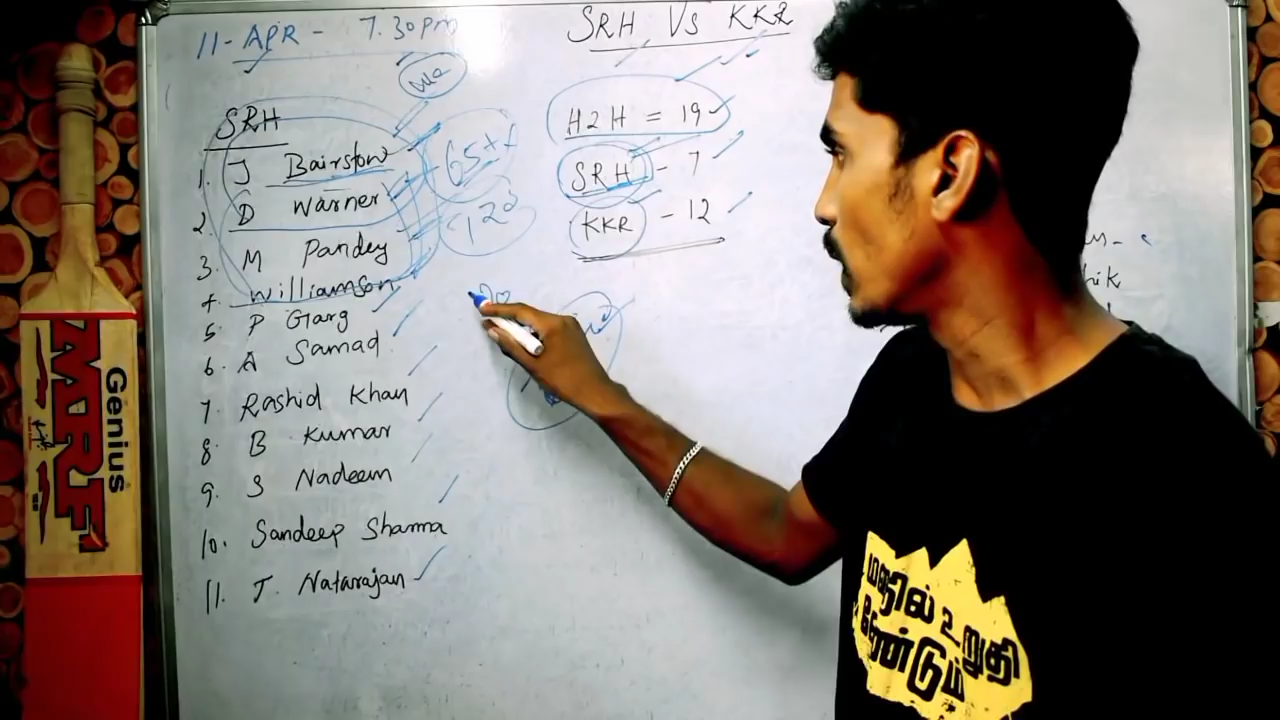 11-APR - 7.30pm
SRH Vs KKR
H2H = 19
SRH - 7
KKR - 12
SRH
1. J Bairstow
2. D Warner
3. M Pandey
4. Williamson
5. P Garg
6. A Samad
7. Rashid Khan
8. B Kumar
9. S Nadeem
10. Sandeep Sharma
11. T. Natarajan
65++
123
Genius
MRF
மனதில் உறுதி
வேண்டும்